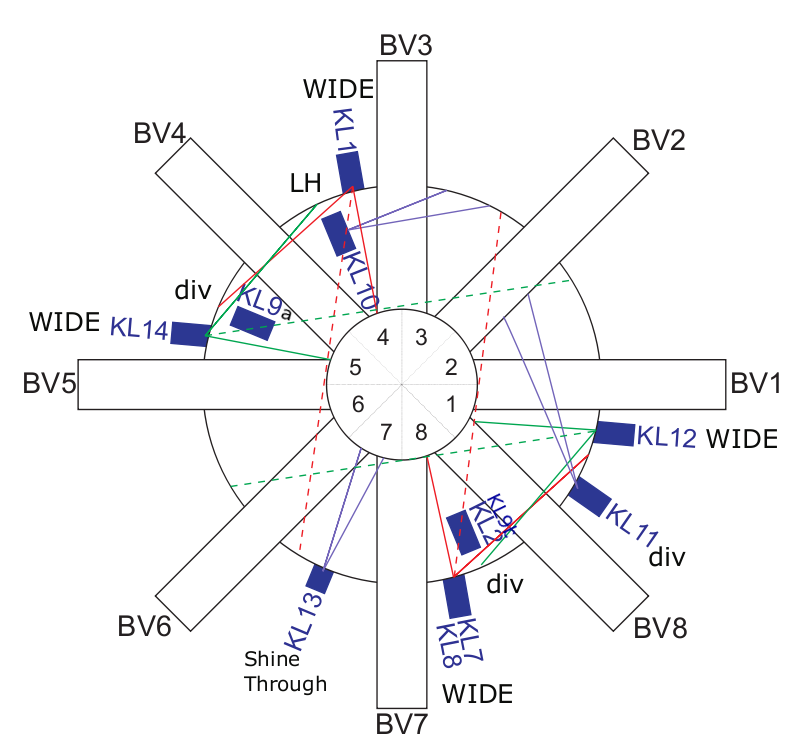 BV3
WIDE
KL1
BV4
BV2
LH
KL10
div
KL9a
WIDE KL14
4 3
5 2
6 1
7 8
BV5
BV1
KL12 WIDE
KL2
KL11
div
div
KL13
BV6
BV8
KL7
KL8
Shine
Through
WIDE
BV7